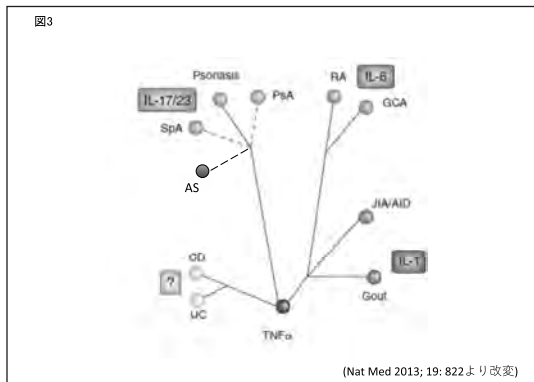 図3
Psoriasis
PsA
RA
IL-6
IL-17/23
GCA
SpA
AS
JIA/AID
CD
IL-1
?
Gout
UC
TNFα
(Nat Med 2013; 19: 822より改変)